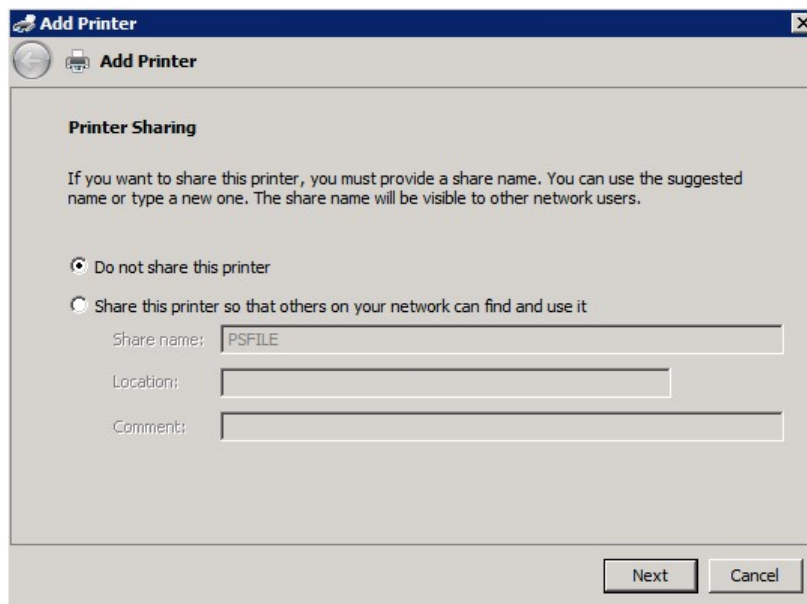 Add Printer
Add Printer
Printer Sharing
If you want to share this printer, you must provide a share name. You can use the suggested
name or type a new one. The share name will be visible to other network users.
Do not share this printer
Share this printer so that others on your network can find and use it
Share name: PSFILE
Location:
Comment:
Next Cancel